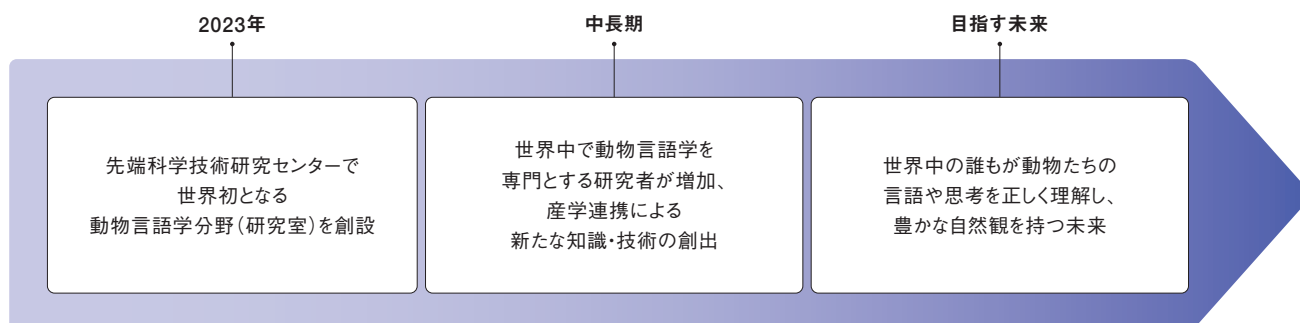 2023年
先端科学技術研究センターで
世界初となる
動物言語学分野（研究室）を創設
中長期
世界中で動物言語学を
専門とする研究者が増加、
産学連携による
新たな知識・技術の創出
目指す未来
世界中の誰もが動物たちの
言語や思考を正しく理解し、
豊かな自然観を持つ未来